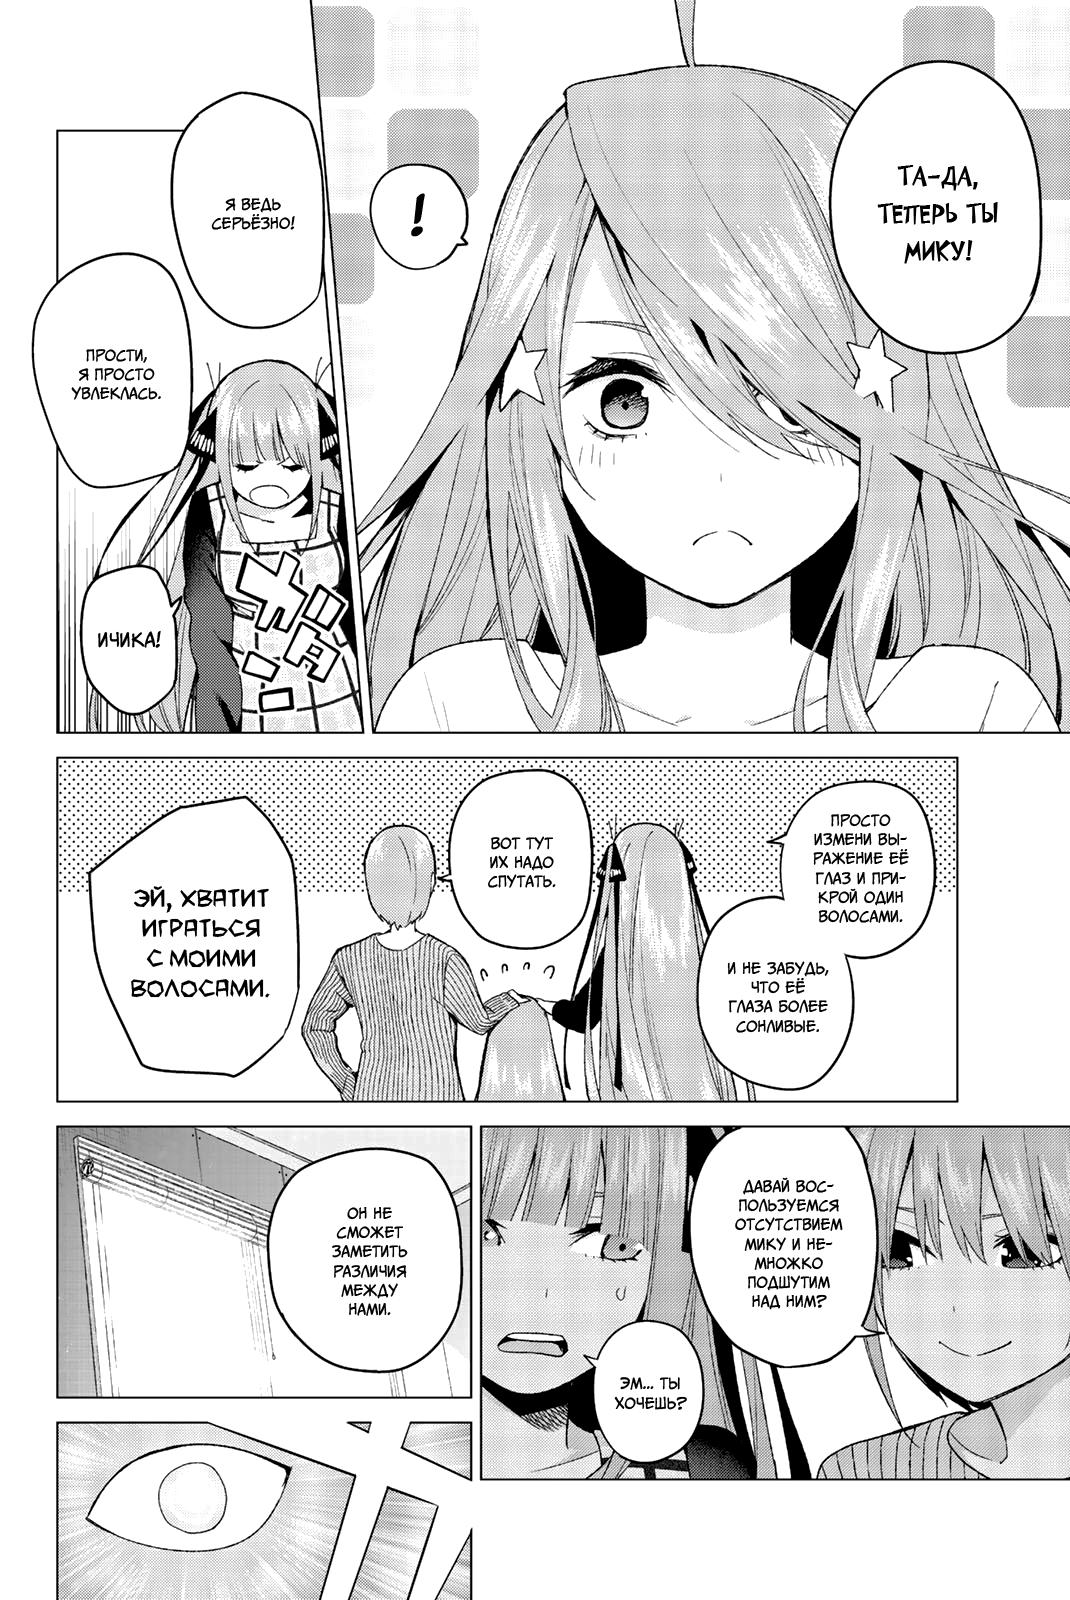 ТА-ДА,
ТЕПЕРЬ ТЫ
МИКУ!
!
Я ВЕДЬ
СЕРЬЁЗНО!
ПРОСТИ,
Я ПРОСТО
УВЛЕКЛАСЬ.
ИЧИКА!
ПРОСТО
ИЗМЕНИ ВЫ-
РАЖЕНИЕ ЕЁ
ГЛАЗ И ПРИ-
КРОЙ ОДИН
ВОЛОСАМИ.
И НЕ ЗАБУДЬ,
ЧТО ЕЁ
ГЛАЗА БОЛЕЕ
СОНЛИВЫЕ.
ВОТ ТУТ
ИХ НАДО
СПУТАТЬ.
ЭЙ, ХВАТИТ
ИГРАТЬСЯ
С МОИМИ
ВОЛОСАМИ.
ДАВАЙ ВОС-
ПОЛЬЗУЕМСЯ
ОТСУТСТВИЕМ
МИКУ И НЕ-
МНОЖКО
ПОДШУТИМ
НАД НИМ?
ЭМ... ТЫ
ХОЧЕШЬ?
ОН НЕ
СМОЖЕТ
ЗАМЕТИТЬ
РАЗЛИЧИЯ
МЕЖДУ
НАМИ.